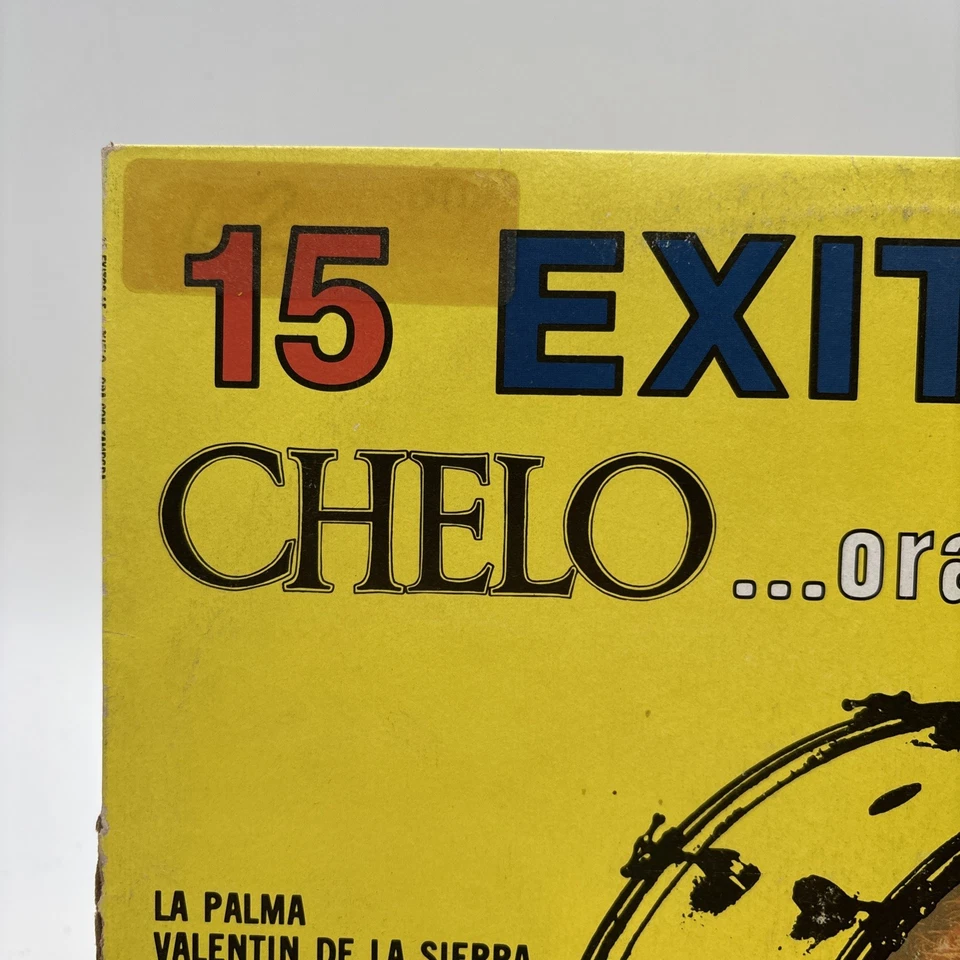 15 EXIT
CHELO ...ora
LA PALMA
VALENTIN DE LA SIERRA